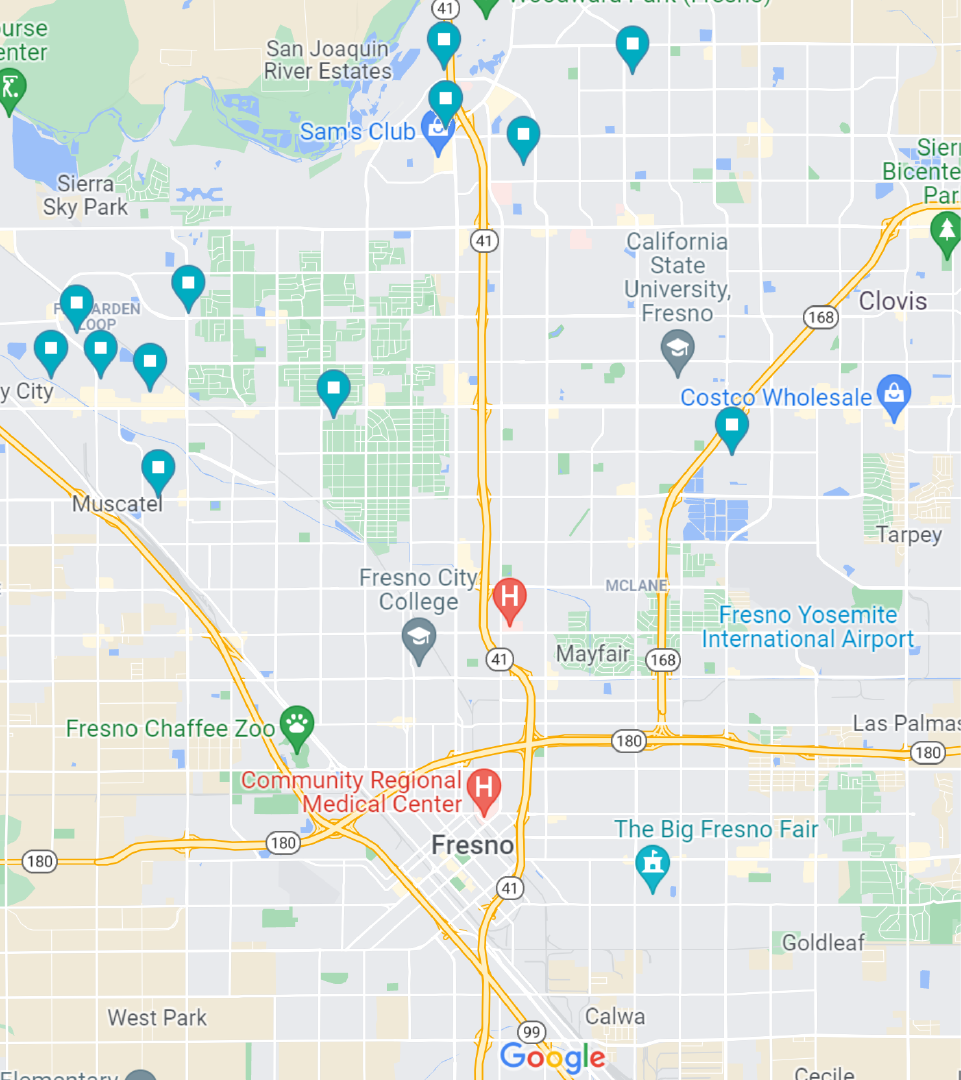 41
Woodward Park (Fresno)
ourse
enter
San Joaquin
River Estates
Sam's Club
Sierra
Sky Park
Sierr
Bicente
Par
41
California
State
University,
Fresno
Clovis
168
LOOP
y City
Costco Wholesale
Muscatel
Tarpey
Fresno City
College
H
MCLANE
Fresno Yosemite
International Airport
Mayfair
41
168
Fresno Chaffee Zoo
Las Palmas
180
180
Community Regional
Medical Center
H
The Big Fresno Fair
Fresno
180
180
41
Goldleaf
West Park
Calwa
99
Google
Elementary
Cecile